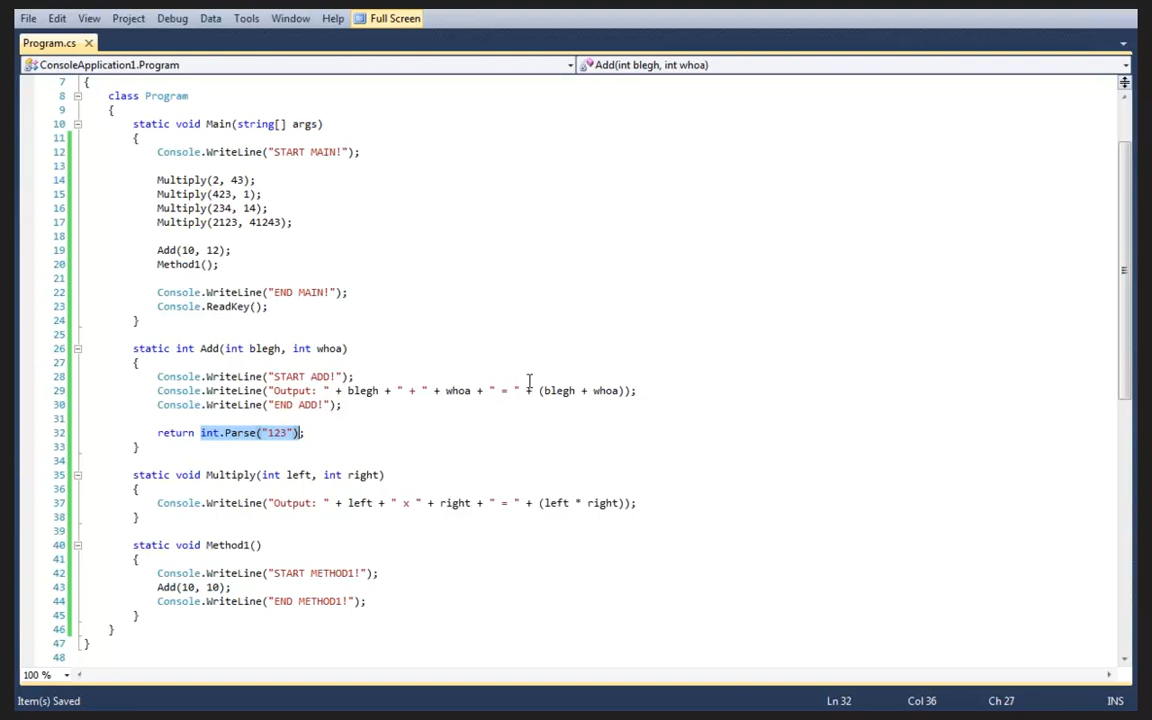 File Edit View Project Debug Data Tools Window Help Full Screen
Program.cs
ConsoleApplication1.Program Add(int blegh, int whoa)
7 {
8 class Program
9 {
10 static void Main(string[] args)
11 {
12 Console.WriteLine("START MAIN!");
13
14 Multiply(2, 43);
15 Multiply(423, 1);
16 Multiply(234, 14);
17 Multiply(2123, 41243);
18
19 Add(10, 12);
20 Method1();
21
22 Console.WriteLine("END MAIN!");
23 Console.ReadKey();
24 }
25
26 static int Add(int blegh, int whoa)
27 {
28 Console.WriteLine("START ADD!");
29 Console.WriteLine("Output: " + blegh + " + " + whoa + " = " + (blegh + whoa));
30 Console.WriteLine("END ADD!");
31
32 return int.Parse("123");
33 }
34
35 static void Multiply(int left, int right)
36 {
37 Console.WriteLine("Output: " + left + " x " + right + " = " + (left * right));
38 }
39
40 static void Method1()
41 {
42 Console.WriteLine("START METHOD1!");
43 Add(10, 10);
44 Console.WriteLine("END METHOD1!");
45 }
46 }
47 }
48
100 %
Item(s) Saved Ln 32 Col 36 Ch 27 INS